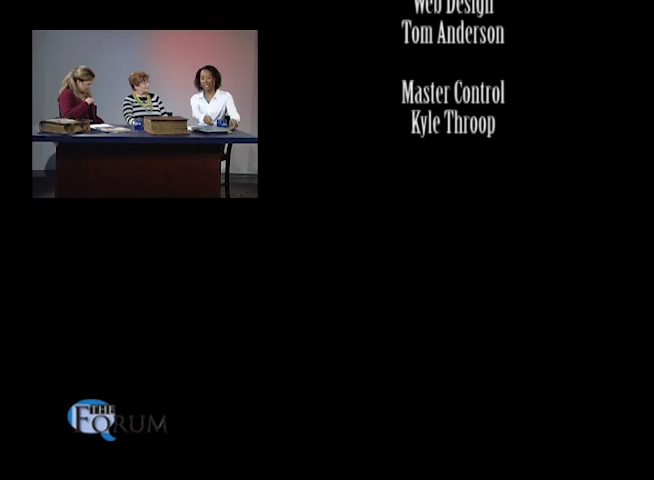 Web Design
Tom Anderson
Master Control
Kyle Throop
THE
FORUM